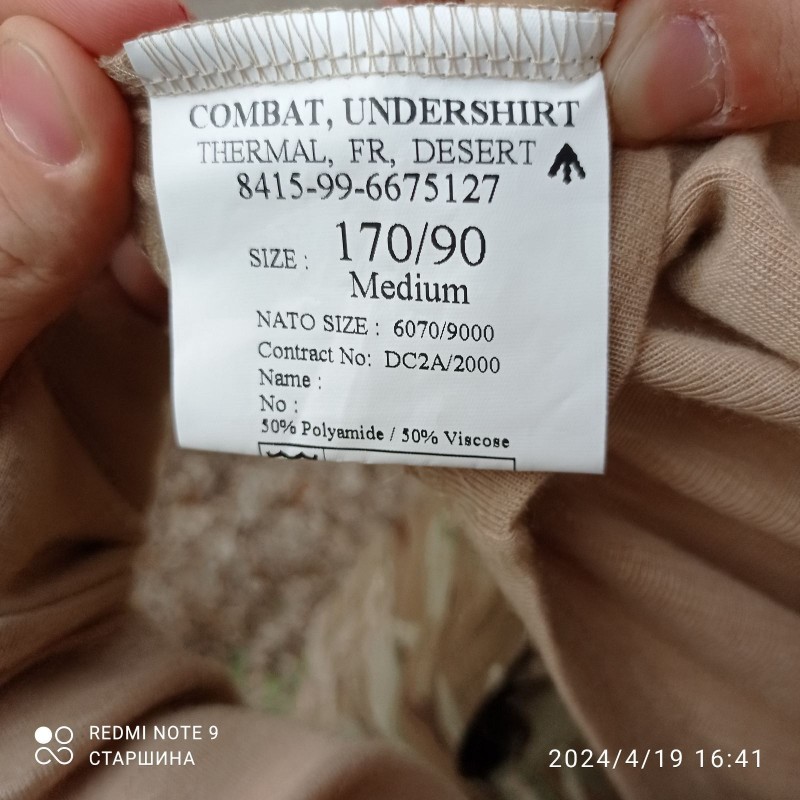 COMBAT, UNDERSHIRT
THERMAL, FR, DESERT
8415-99-6675127
SIZE : 170/90
Medium
NATO SIZE : 6070/9000
Contract No: DC2A/2000
Name :
No :
50% Polyamide / 50% Viscose
REDMI NOTE 9
СТАРШИНА
2024/4/19 16:41